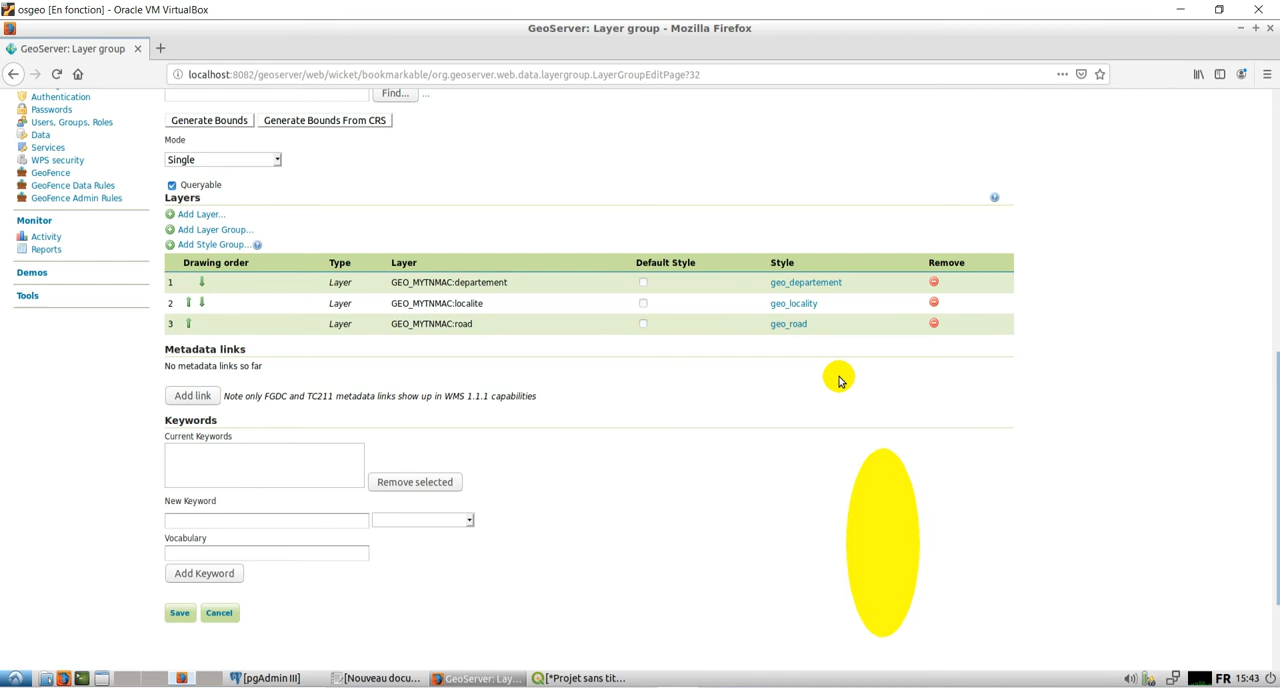 osgeo [En fonction] - Oracle VM VirtualBox
GeoServer: Layer group - Mozilla Firefox
GeoServer: Layer group
localhost:8082/geoserver/web/wicket/bookmarkable/org.geoserver.web.data.layergroup.LayerGroupEditPage?32
Authentication
Passwords
Users, Groups, Roles
Data
Services
WPS security
GeoFence
GeoFence Data Rules
GeoFence Admin Rules
Monitor
Activity
Reports
Demos
Tools
Find... ...
Generate Bounds Generate Bounds From CRS
Mode
Single
Queryable
Layers
Add Layer...
Add Layer Group...
Add Style Group...
Drawing order Type Layer Default Style Style Remove
1 Layer GEO_MYTNMAC:departement geo_departement
2 Layer GEO_MYTNMAC:localite geo_locality
3 Layer GEO_MYTNMAC:road geo_road
Metadata links
No metadata links so far
Add link Note only FGDC and TC211 metadata links show up in WMS 1.1.1 capabilities
Keywords
Current Keywords
Remove selected
New Keyword
Vocabulary
Add Keyword
Save Cancel
[pgAdmin III] [Nouveau docu... GeoServer: Lay... [*Projet sans tit... FR 15:43